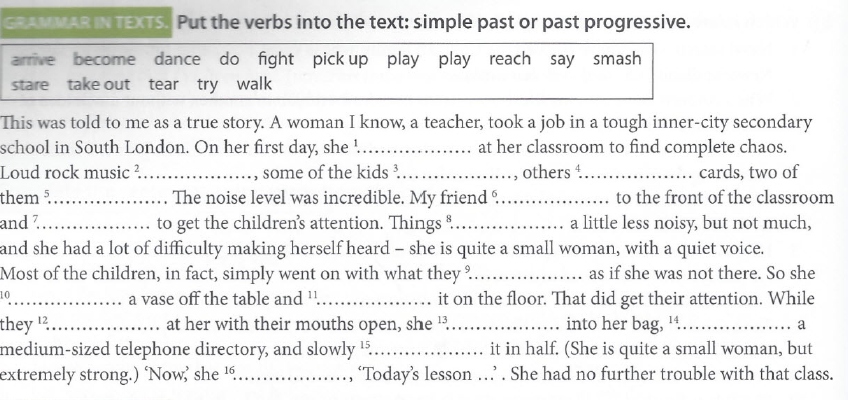 GRAMMAR IN TEXTS. Put the verbs into the text: simple past or past progressive.
arrive become dance do fight pick up play play reach say smash
stare take out tear try walk
This was told to me as a true story. A woman I know, a teacher, took a job in a tough inner-city secondary
school in South London. On her first day, she 1................... at her classroom to find complete chaos.
Loud rock music 2..................., some of the kids 3..................., others 4................... cards, two of
them 5................... . The noise level was incredible. My friend 6................... to the front of the classroom
and 7................... to get the children's attention. Things 8................... a little less noisy, but not much,
and she had a lot of difficulty making herself heard – she is quite a small woman, with a quiet voice.
Most of the children, in fact, simply went on with what they 9................... as if she was not there. So she
10................... a vase off the table and 11................... it on the floor. That did get their attention. While
they 12................... at her with their mouths open, she 13................... into her bag, 14................... a
medium-sized telephone directory, and slowly 15................... it in half. (She is quite a small woman, but
extremely strong.) ‘Now,’ she 16..................., ‘Today's lesson ...’ . She had no further trouble with that class.